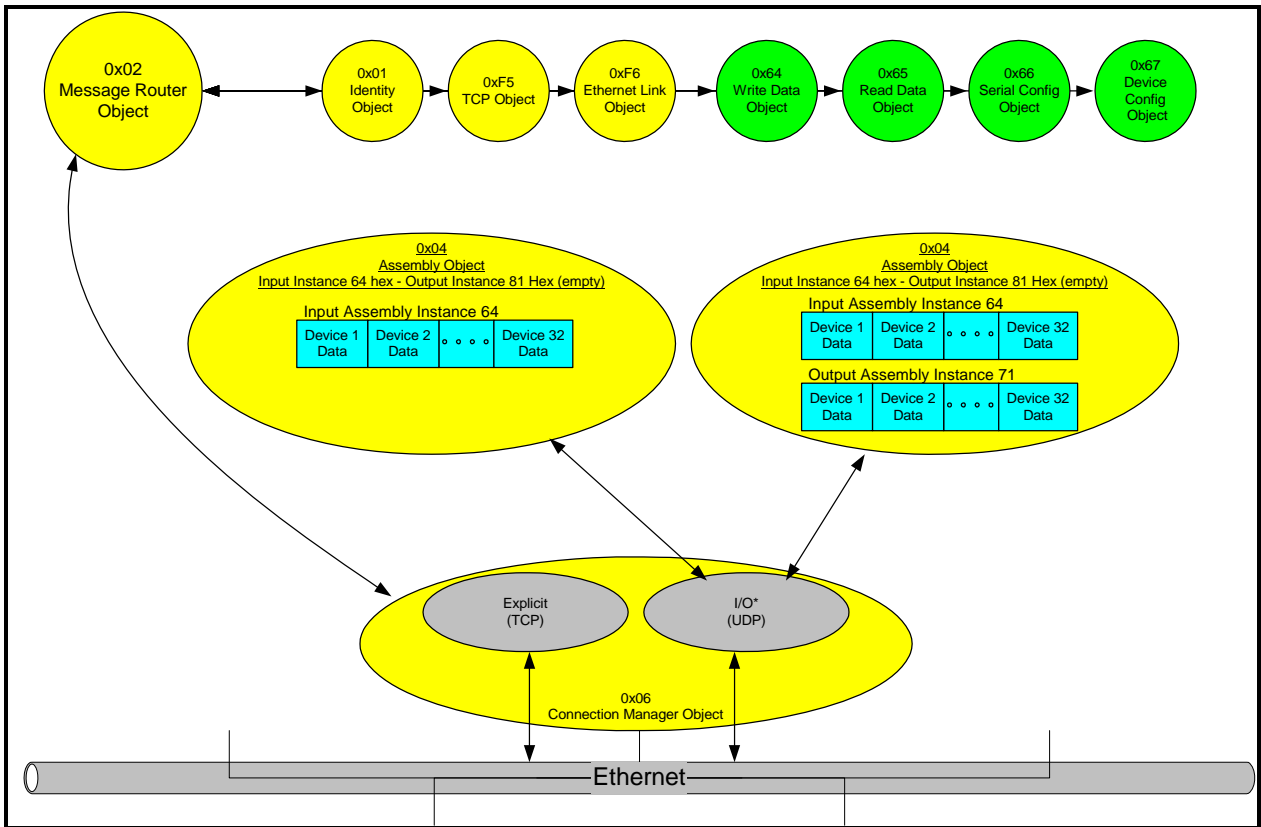 0x02
Message Router
Object
0x01
Identity
Object
0xF5
TCP Object
0xF6
Ethernet Link
Object
0x64
Write Data
Object
0x65
Read Data
Object
0x66
Serial Config
Object
0x67
Device
Config
Object
0x04
Assembly Object
Input Instance 64 hex - Output Instance 81 Hex (empty)
Input Assembly Instance 64
Device 1
Data
Device 2
Data
Device 32
Data
0x04
Assembly Object
Input Instance 64 hex - Output Instance 81 Hex (empty)
Input Assembly Instance 64
Device 1
Data
Device 2
Data
Device 32
Data
Output Assembly Instance 71
Device 1
Data
Device 2
Data
Device 32
Data
Explicit
(TCP)
I/O*
(UDP)
0x06
Connection Manager Object
Ethernet